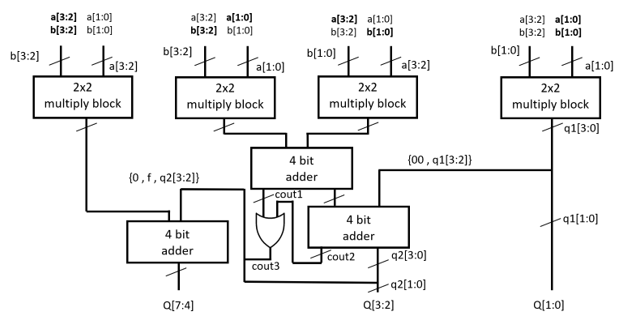 a[3:2] a[1:0] a[3:2] a[1:0] a[3:2] a[1:0] a[3:2] a[1:0]
b[3:2] b[1:0] b[3:2] b[1:0] b[3:2] b[1:0] b[3:2] b[1:0]
b[3:2] a[3:2] b[3:2] a[1:0] b[1:0] a[3:2] b[1:0] a[1:0]
2x2 2x2 2x2 2x2
multiply block multiply block multiply block multiply block
q1[3:0]
4 bit
adder
{00 , q1[3:2]}
{0 , f , q2[3:2]}
cout1
4 bit
adder
q1[1:0]
4 bit
adder
cout2
q2[3:0]
cout3
q2[1:0]
Q[7:4] Q[3:2] Q[1:0]